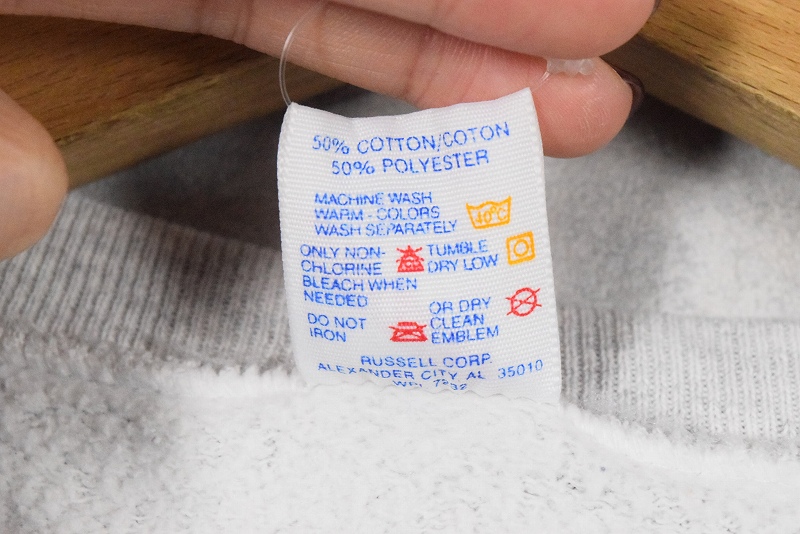 50% COTTON/COTON
50% POLYESTER
MACHINE WASH
WARM - COLORS
WASH SEPARATELY
40°C
ONLY NON-
CHLORINE
BLEACH WHEN
NEEDED
TUMBLE
DRY LOW
DO NOT
IRON
OR DRY
CLEAN
EMBLEM
RUSSELL CORP.
ALEXANDER CITY AL 35010